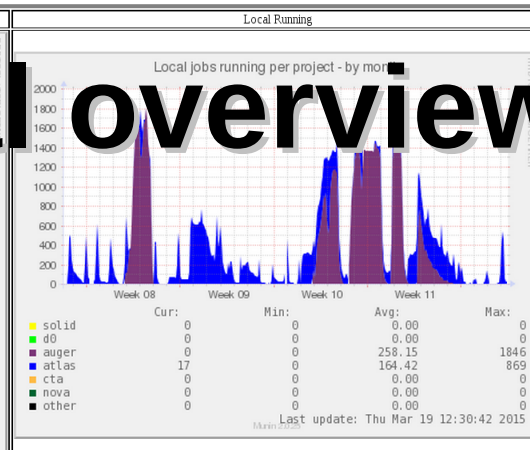 Local Running
Local jobs running per project - by month
l overview
2000
1800
1600
1400
1200
1000
800
600
400
200
0
Week 08 Week 09 Week 10 Week 11
Cur: Min: Avg: Max:
solid 0 0 0.00 0
d0 0 0 0.00 0
auger 0 0 258.15 1846
atlas 17 0 164.42 869
cta 0 0 0.00 0
nova 0 0 0.00 0
other 0 0 0.00 0
Last update: Thu Mar 19 12:30:42 2015